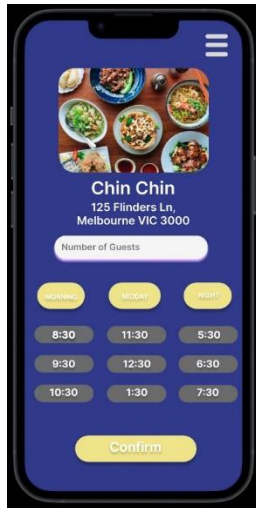 Chin Chin
125 Flinders Ln,
Melbourne VIC 3000
Number of Guests
MORNING MIDDAY NIGHT
8:30 11:30 5:30
9:30 12:30 6:30
10:30 1:30 7:30
Confirm